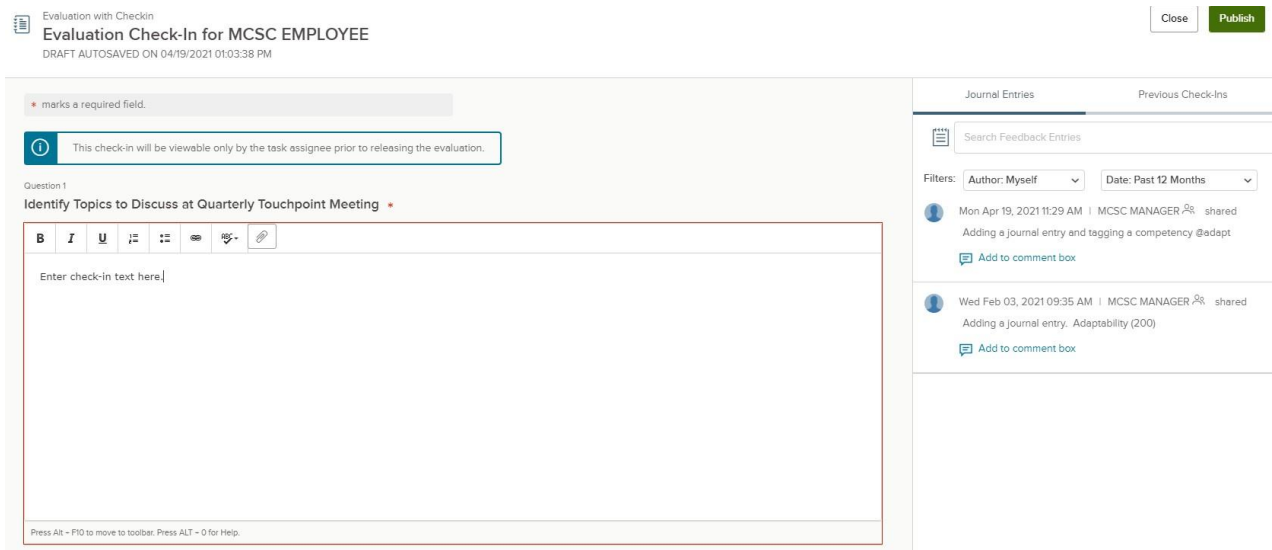 Evaluation with Checkin
Evaluation Check-In for MCSC EMPLOYEE
DRAFT AUTOSAVED ON 04/19/2021 01:03:38 PM
Close
Publish
* marks a required field.
This check-in will be viewable only by the task assignee prior to releasing the evaluation.
Question 1
Identify Topics to Discuss at Quarterly Touchpoint Meeting *
B I U ABC
Enter check-in text here.
Press Alt - F10 to move to toolbar. Press ALT - 0 for Help.
Journal Entries
Previous Check-Ins
Search Feedback Entries
Filters: Author: Myself Date: Past 12 Months
Mon Apr 19, 2021 11:29 AM | MCSC MANAGER shared
Adding a journal entry and tagging a competency @adapt
Add to comment box
Wed Feb 03, 2021 09:35 AM | MCSC MANAGER shared
Adding a journal entry. Adaptability (200)
Add to comment box